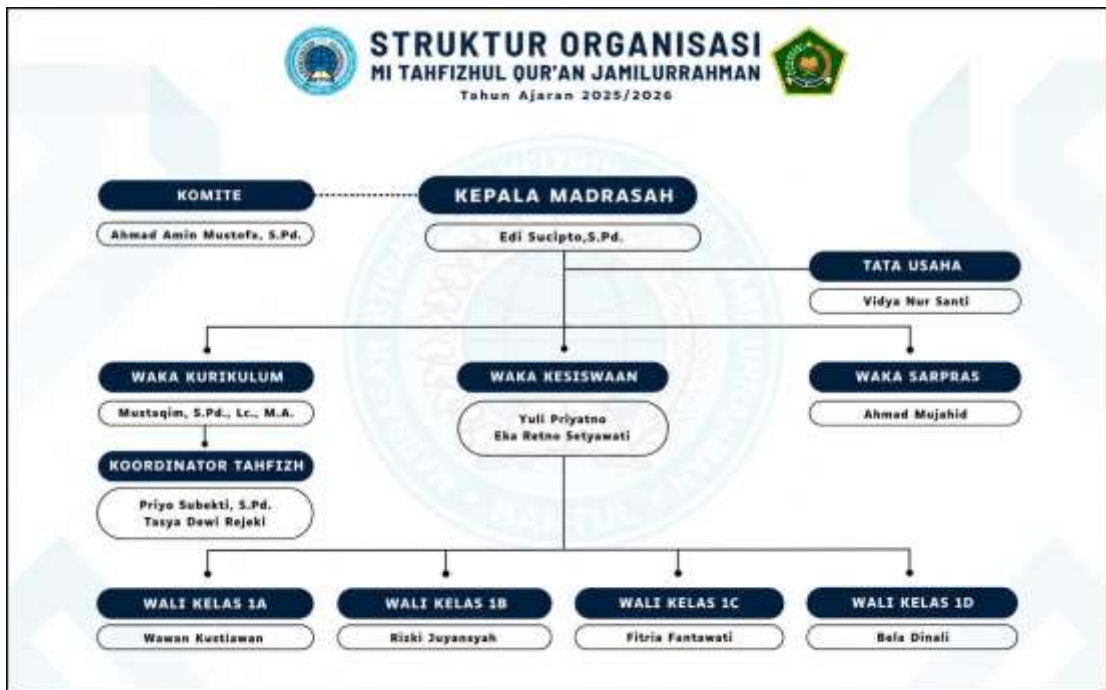 STRUKTUR ORGANISASI
MI TAHFIZHUL QUR'AN JAMILURRAHMAN
Tahun Ajaran 2025/2026
KOMITE
Ahmad Amin Mustofa, S.Pd.
KEPALA MADRASAH
Edi Sucipto,S.Pd.
TATA USAHA
Vidya Nur Santi
WAKA KURIKULUM
Mustaqim, S.Pd., Lc., M.A.
WAKA KESISWAAN
Yuli Priyatno
Eka Retno Setyawati
WAKA SARPRAS
Ahmad Mujahid
KOORDINATOR TAHFIZH
Priyo Subekti, S.Pd.
Tasya Dewi Rejeki
WALI KELAS 1A
Wawan Kustiawan
WALI KELAS 1B
Rizki Juyansyah
WALI KELAS 1C
Fitria Fantawati
WALI KELAS 1D
Bela Dinali
BANTUL